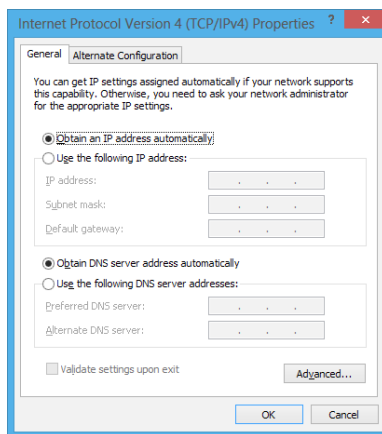 Internet Protocol Version 4 (TCP/IPv4) Properties ? ×
General Alternate Configuration
You can get IP settings assigned automatically if your network supports
this capability. Otherwise, you need to ask your network administrator
for the appropriate IP settings.
Obtain an IP address automatically
Use the following IP address:
IP address: . . .
Subnet mask: . . .
Default gateway: . . .
Obtain DNS server address automatically
Use the following DNS server addresses:
Preferred DNS server: . . .
Alternate DNS server: . . .
Validate settings upon exit
Advanced...
OK Cancel